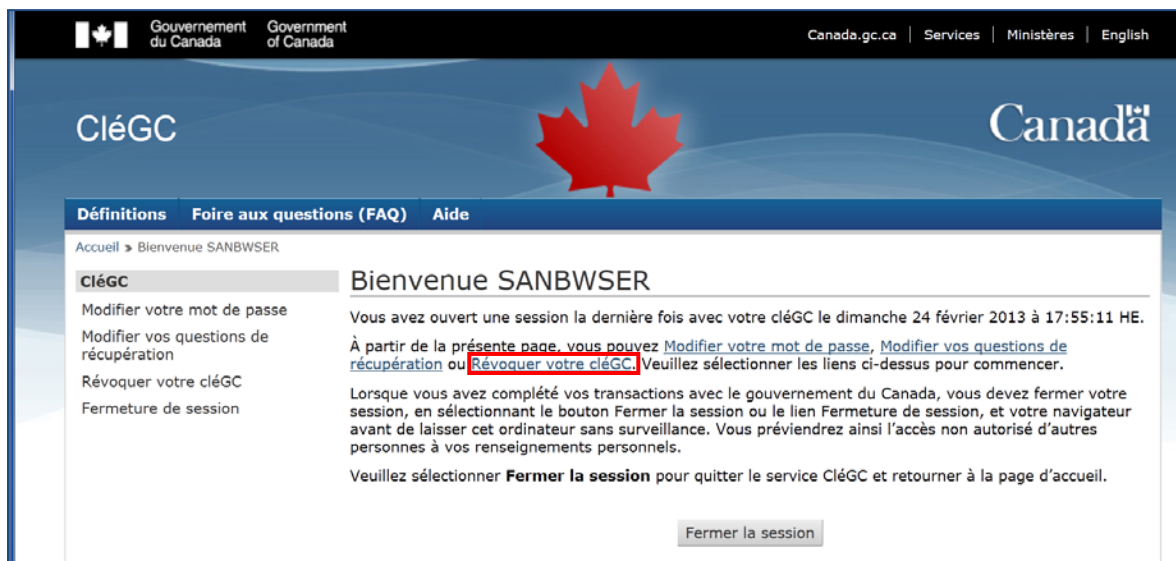 Gouvernement du Canada
Government of Canada
Canada.gc.ca | Services | Ministères | English
CléGC
Canada
Définitions Foire aux questions (FAQ) Aide
Accueil > Bienvenue SANBWSER
CléGC
Modifier votre mot de passe
Modifier vos questions de
récupération
Révoquer votre cléGC
Fermeture de session
Bienvenue SANBWSER
Vous avez ouvert une session la dernière fois avec votre cléGC le dimanche 24 février 2013 à 17:55:11 HE.
À partir de la présente page, vous pouvez Modifier votre mot de passe, Modifier vos questions de
récupération ou Révoquer votre cléGC. Veuillez sélectionner les liens ci-dessus pour commencer.
Lorsque vous avez complété vos transactions avec le gouvernement du Canada, vous devez fermer votre
session, en sélectionnant le bouton Fermer la session ou le lien Fermeture de session, et votre navigateur
avant de laisser cet ordinateur sans surveillance. Vous préviendrez ainsi l'accès non autorisé d'autres
personnes à vos renseignements personnels.
Veuillez sélectionner Fermer la session pour quitter le service CléGC et retourner à la page d'accueil.
Fermer la session